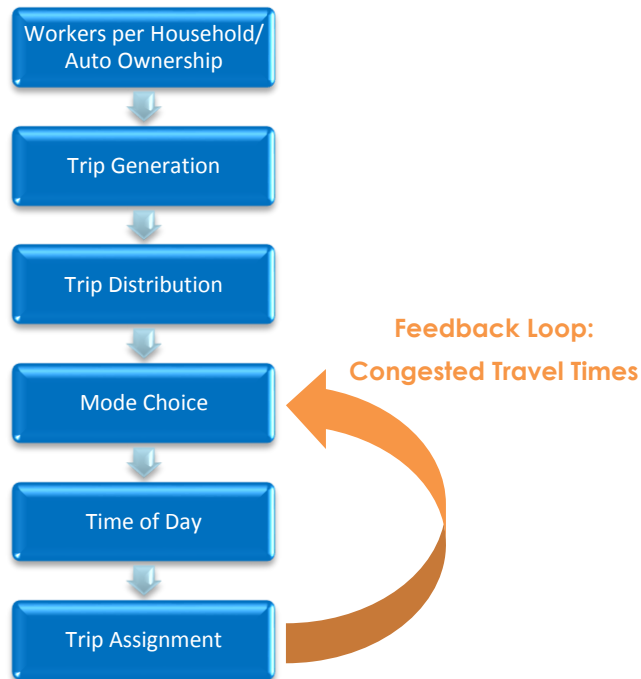 Workers per Household/
Auto Ownership
Trip Generation
Trip Distribution
Feedback Loop:
Congested Travel Times
Mode Choice
Time of Day
Trip Assignment